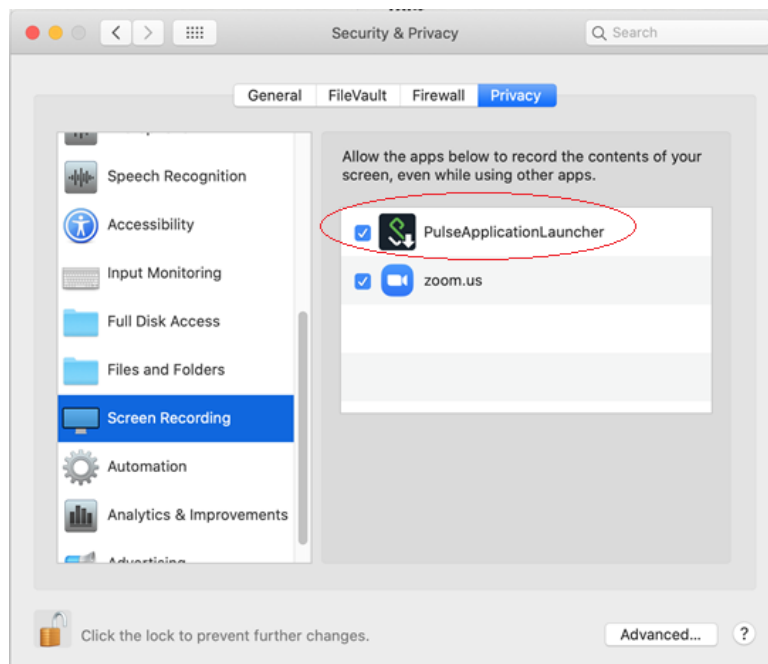 Security & Privacy
Search
General
FileVault
Firewall
Privacy
Speech Recognition
Accessibility
Input Monitoring
Full Disk Access
Files and Folders
Screen Recording
Automation
Analytics & Improvements
Advertising
Allow the apps below to record the contents of your
screen, even while using other apps.
PulseApplicationLauncher
zoom.us
Click the lock to prevent further changes.
Advanced...
?